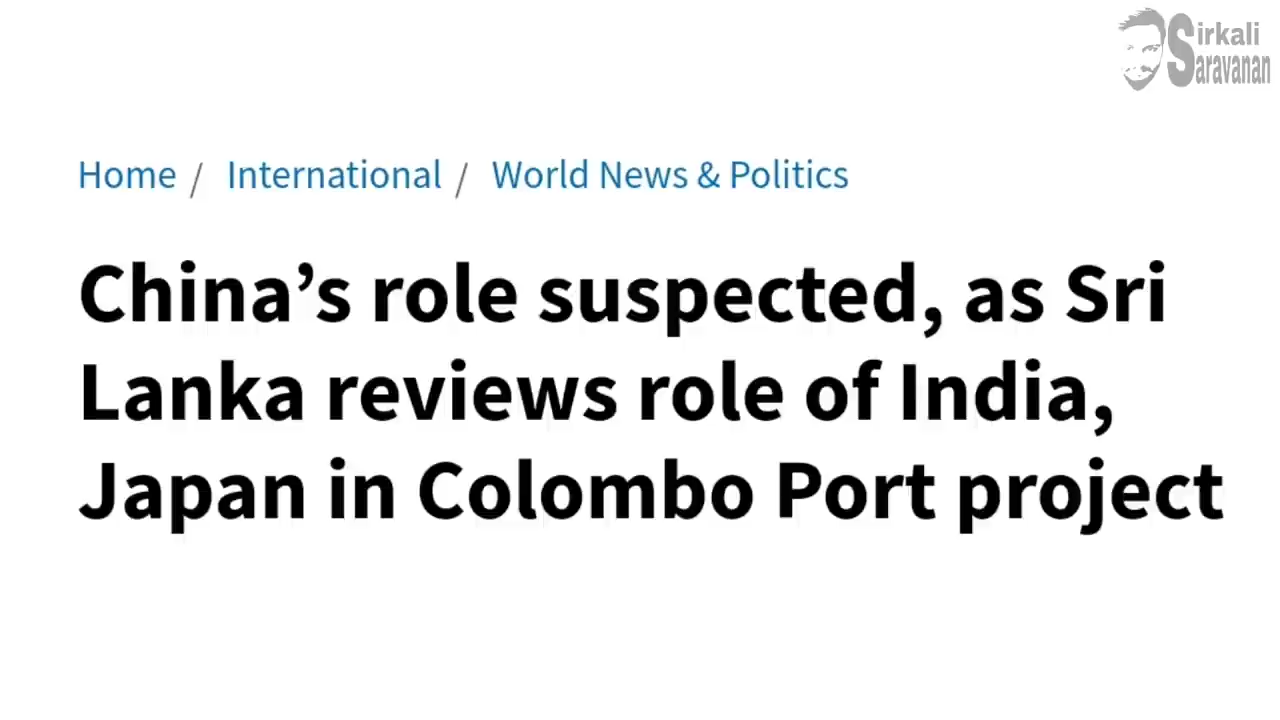 Sirkali
Saravanan
Home / International / World News & Politics
China’s role suspected, as Sri
Lanka reviews role of India,
Japan in Colombo Port project